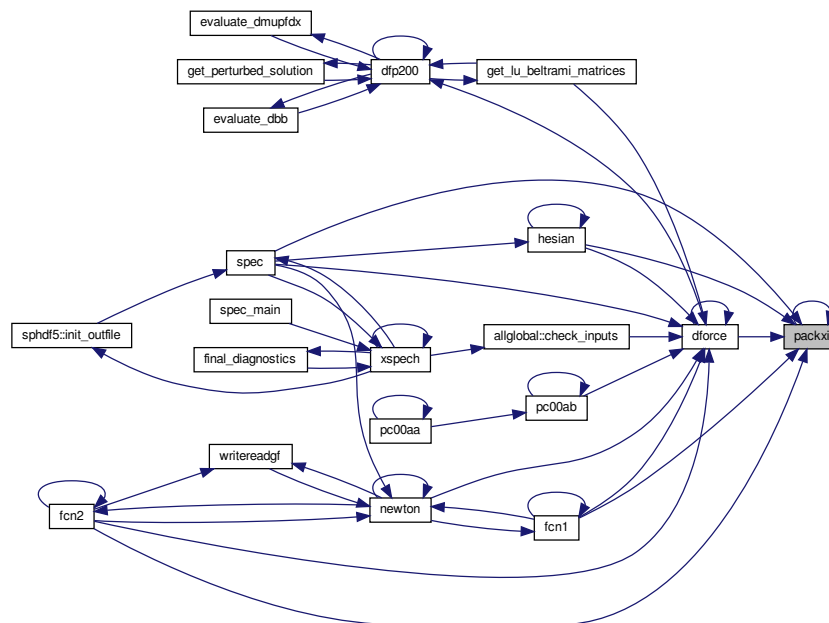 evaluate_dmupfdx
get_perturbed_solution
dfp200
get_lu_beltrami_matrices
evaluate_dbb
hesian
spec
spec_main
sphdf5::init_outfile
final_diagnostics
xspech
allglobal::check_inputs
dforce
packxi
pc00aa
pc00ab
writereadgf
fcn2
newton
fcn1